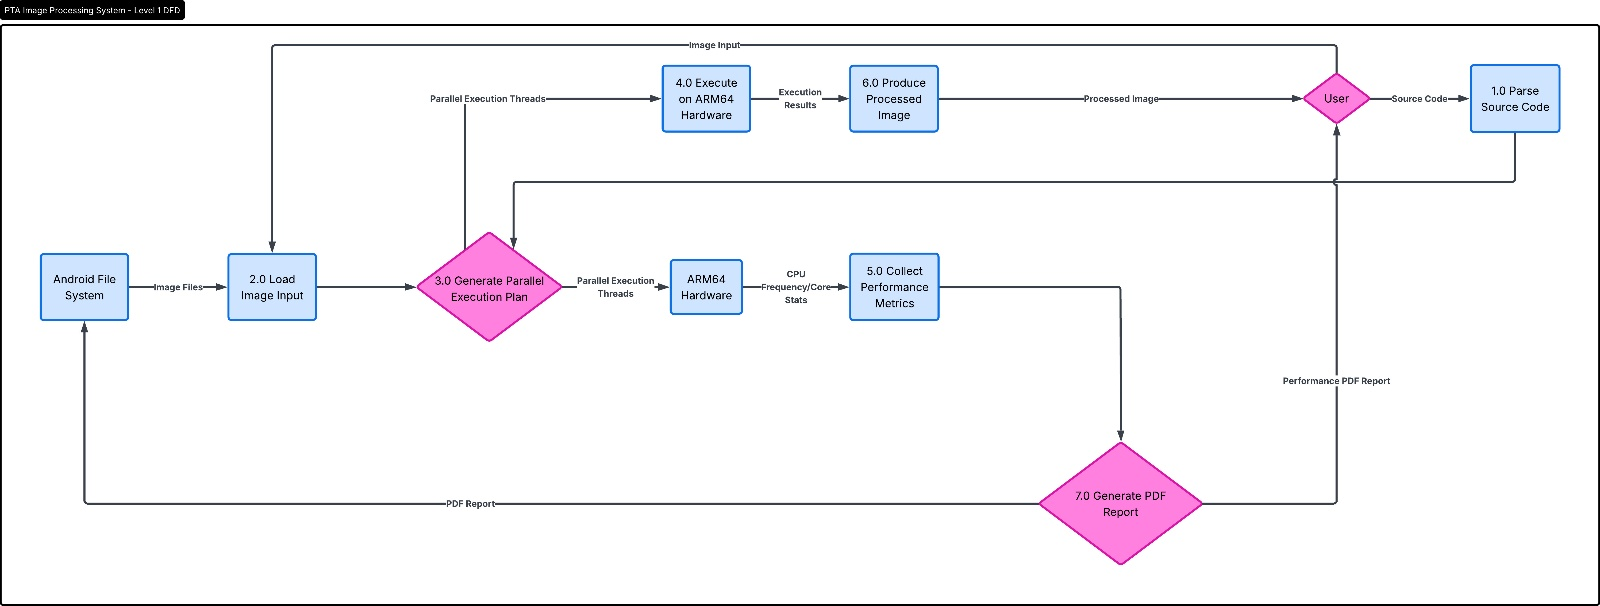 PTA Image Processing System - Level 1 DFD
Image Input
Parallel Execution Threads
4.0 Execute
on ARM64
Hardware
Execution
Results
6.0 Produce
Processed
Image
Processed Image
User
Source Code
1.0 Parse
Source Code
Android File
System
Image Files
2.0 Load
Image Input
3.0 Generate Parallel
Execution Plan
Parallel Execution
Threads
ARM64
Hardware
CPU
Frequency/Core
Stats
5.0 Collect
Performance
Metrics
Performance PDF Report
PDF Report
7.0 Generate PDF
Report